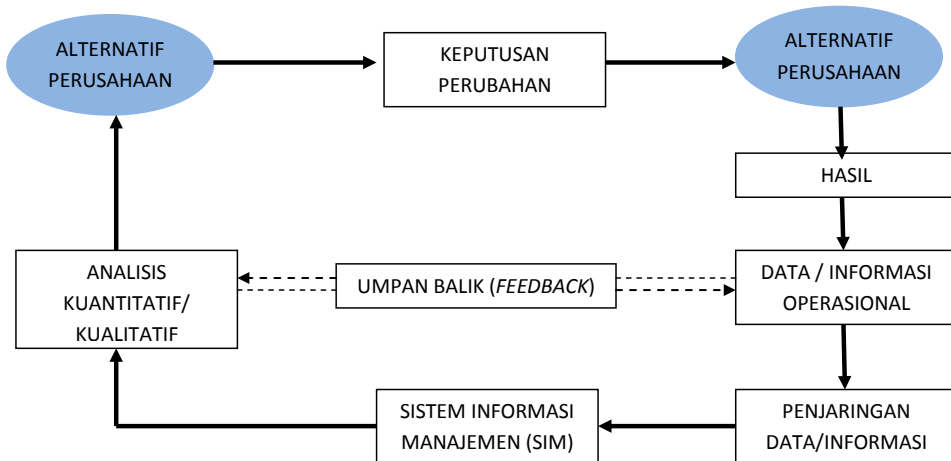 ALTERNATIF
PERUSAHAAN
KEPUTUSAN
PERUBAHAN
ALTERNATIF
PERUSAHAAN
HASIL
ANALISIS
KUANTITATIF/
KUALITATIF
UMPAN BALIK (FEEDBACK)
DATA / INFORMASI
OPERASIONAL
SISTEM INFORMASI
MANAJEMEN (SIM)
PENJARINGAN
DATA/INFORMASI